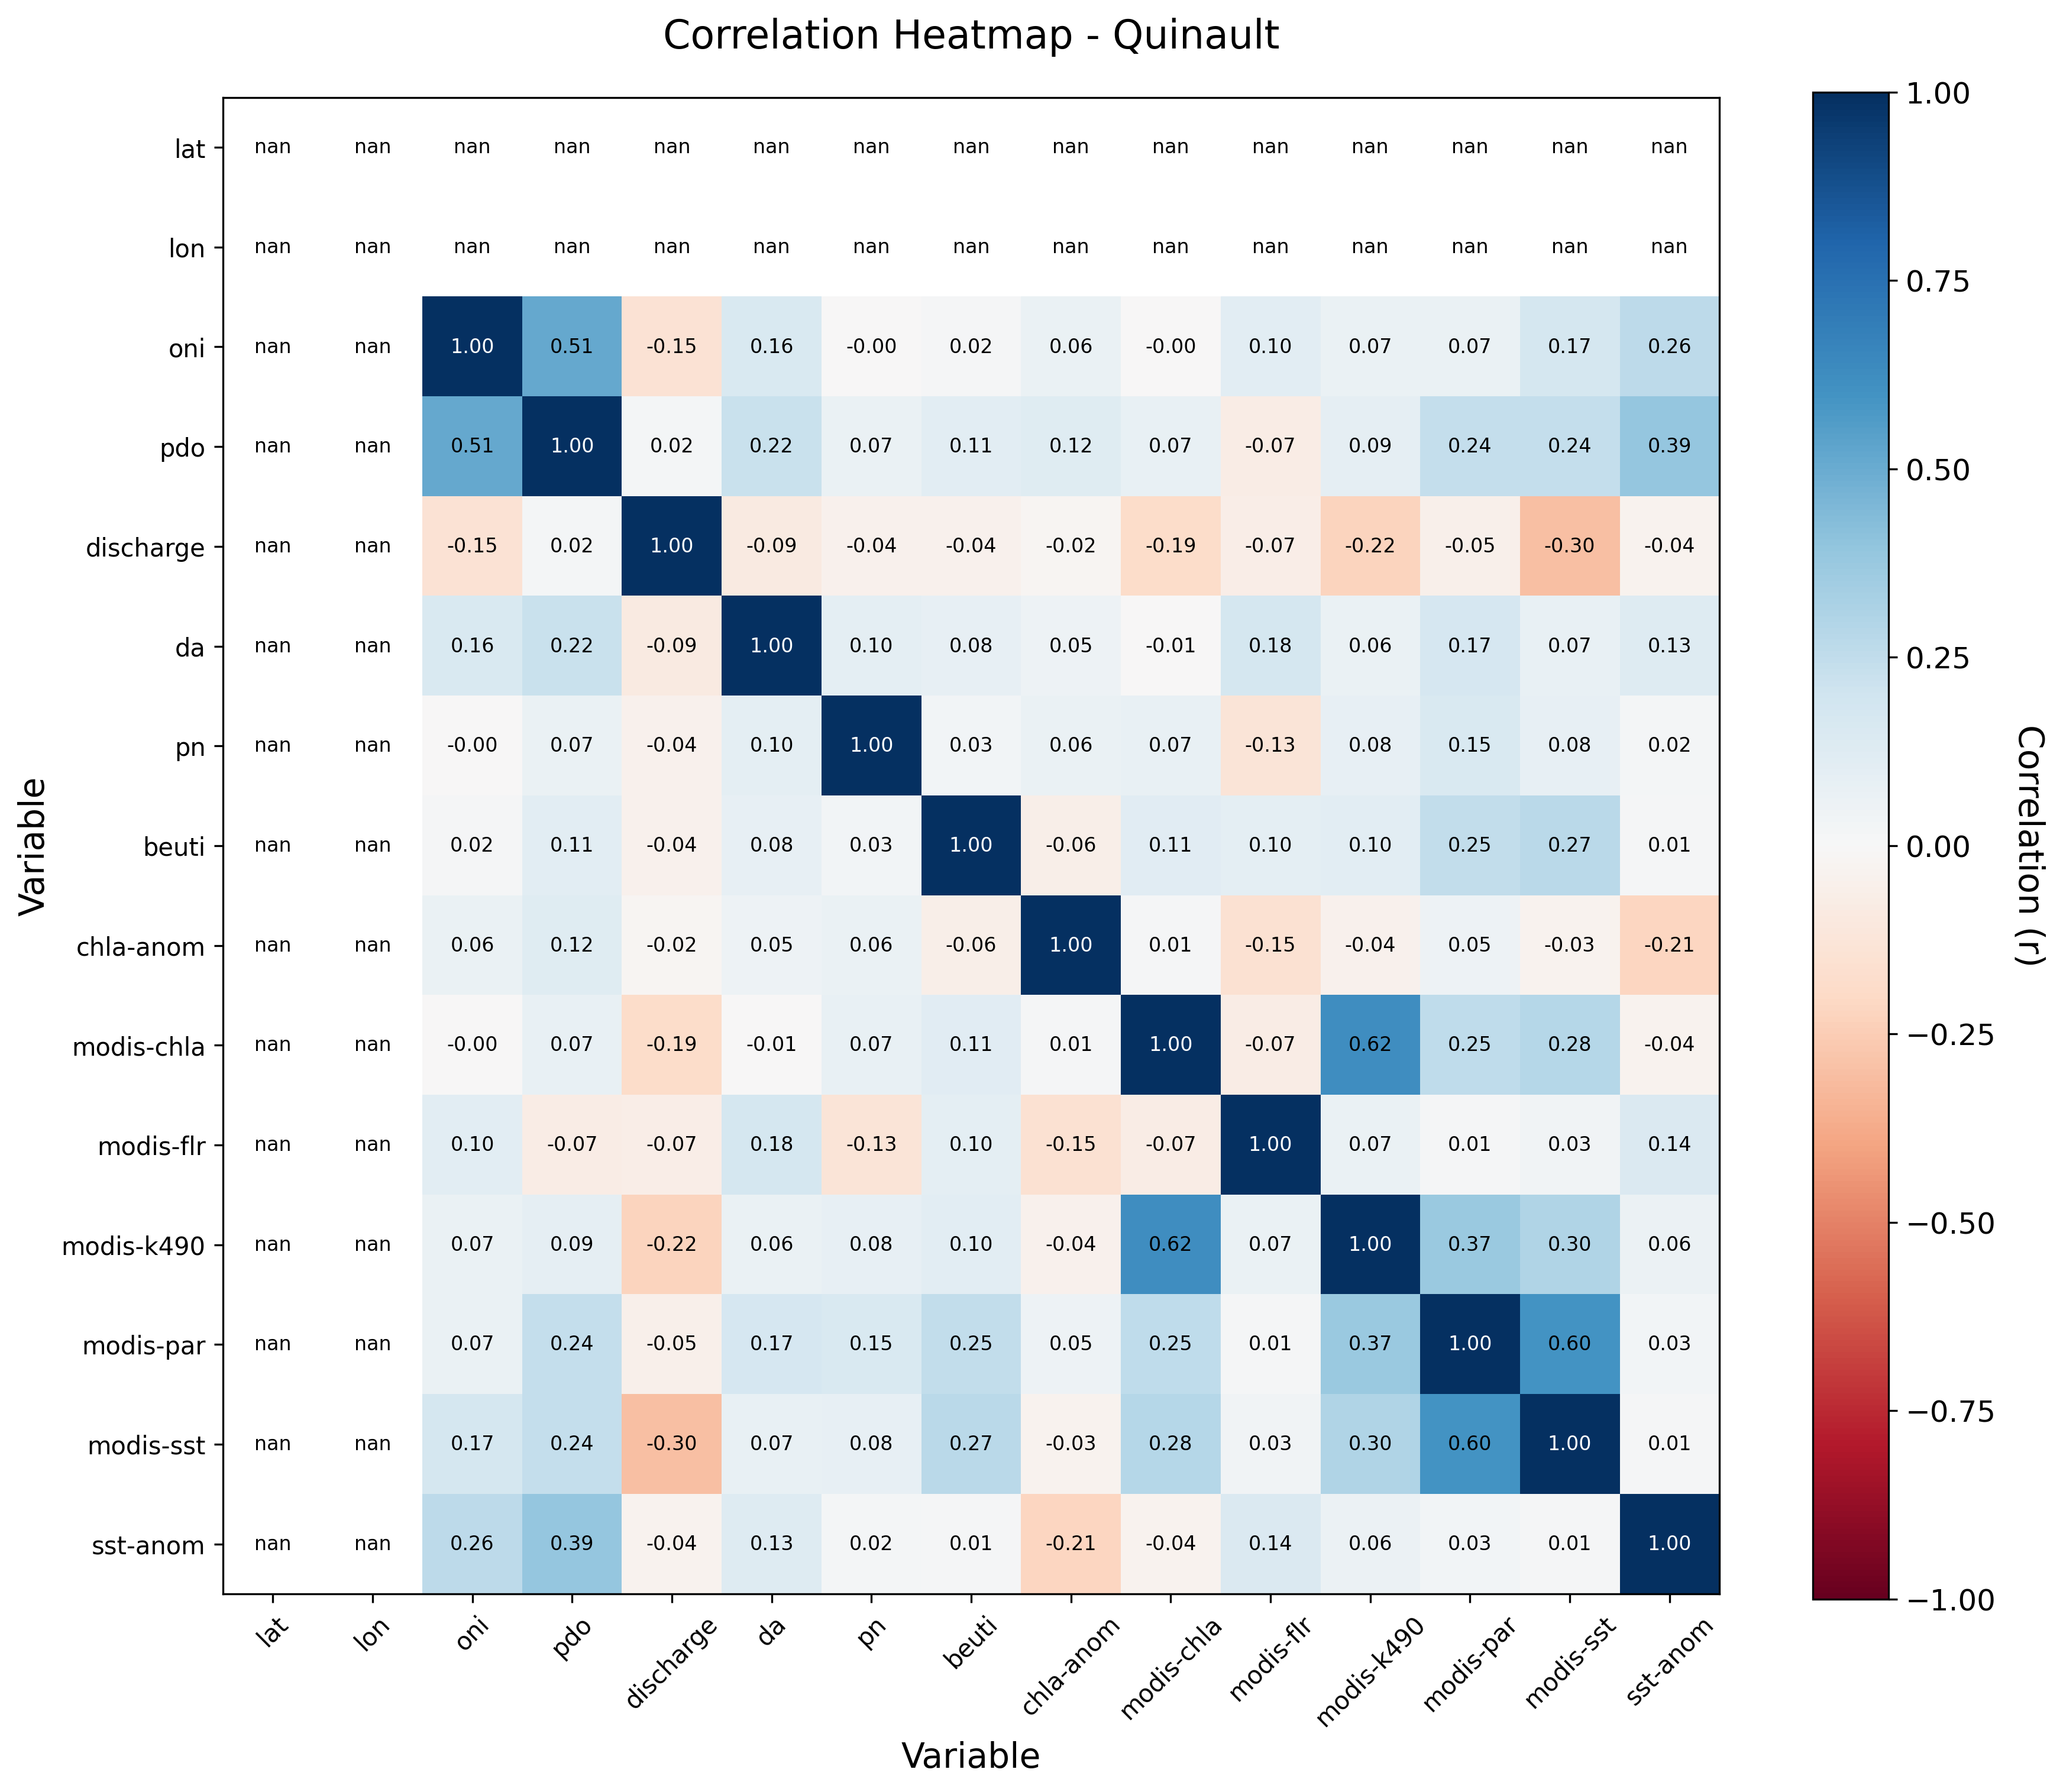 Correlation Heatmap - Quinault
lat nan nan nan nan nan nan nan nan nan nan nan nan nan nan nan
lon nan nan nan nan nan nan nan nan nan nan nan nan nan nan nan
oni nan nan 1.00 0.51 -0.15 0.16 -0.00 0.02 0.06 -0.00 0.10 0.07 0.07 0.17 0.26
pdo nan nan 0.51 1.00 0.02 0.22 0.07 0.11 0.12 0.07 -0.07 0.09 0.24 0.24 0.39
discharge nan nan -0.15 0.02 1.00 -0.09 -0.04 -0.04 -0.02 -0.19 -0.07 -0.22 -0.05 -0.30 -0.04
da nan nan 0.16 0.22 -0.09 1.00 0.10 0.08 0.05 -0.01 0.18 0.06 0.17 0.07 0.13
pn nan nan -0.00 0.07 -0.04 0.10 1.00 0.03 0.06 0.07 -0.13 0.08 0.15 0.08 0.02
beuti nan nan 0.02 0.11 -0.04 0.08 0.03 1.00 -0.06 0.11 0.10 0.10 0.25 0.27 0.01
chla-anom nan nan 0.06 0.12 -0.02 0.05 0.06 -0.06 1.00 0.01 -0.15 -0.04 0.05 -0.03 -0.21
modis-chla nan nan -0.00 0.07 -0.19 -0.01 0.07 0.11 0.01 1.00 -0.07 0.62 0.25 0.28 -0.04
modis-flr nan nan 0.10 -0.07 -0.07 0.18 -0.13 0.10 -0.15 -0.07 1.00 0.07 0.01 0.03 0.14
modis-k490 nan nan 0.07 0.09 -0.22 0.06 0.08 0.10 -0.04 0.62 0.07 1.00 0.37 0.30 0.06
modis-par nan nan 0.07 0.24 -0.05 0.17 0.15 0.25 0.05 0.25 0.01 0.37 1.00 0.60 0.03
modis-sst nan nan 0.17 0.24 -0.30 0.07 0.08 0.27 -0.03 0.28 0.03 0.30 0.60 1.00 0.01
sst-anom nan nan 0.26 0.39 -0.04 0.13 0.02 0.01 -0.21 -0.04 0.14 0.06 0.03 0.01 1.00
lat lon oni pdo discharge da pn beuti chla-anom modis-chla modis-flr modis-k490 modis-par modis-sst sst-anom
Variable
Variable
1.00
0.75
0.50
0.25
0.00
−0.25
−0.50
−0.75
−1.00
Correlation (r)